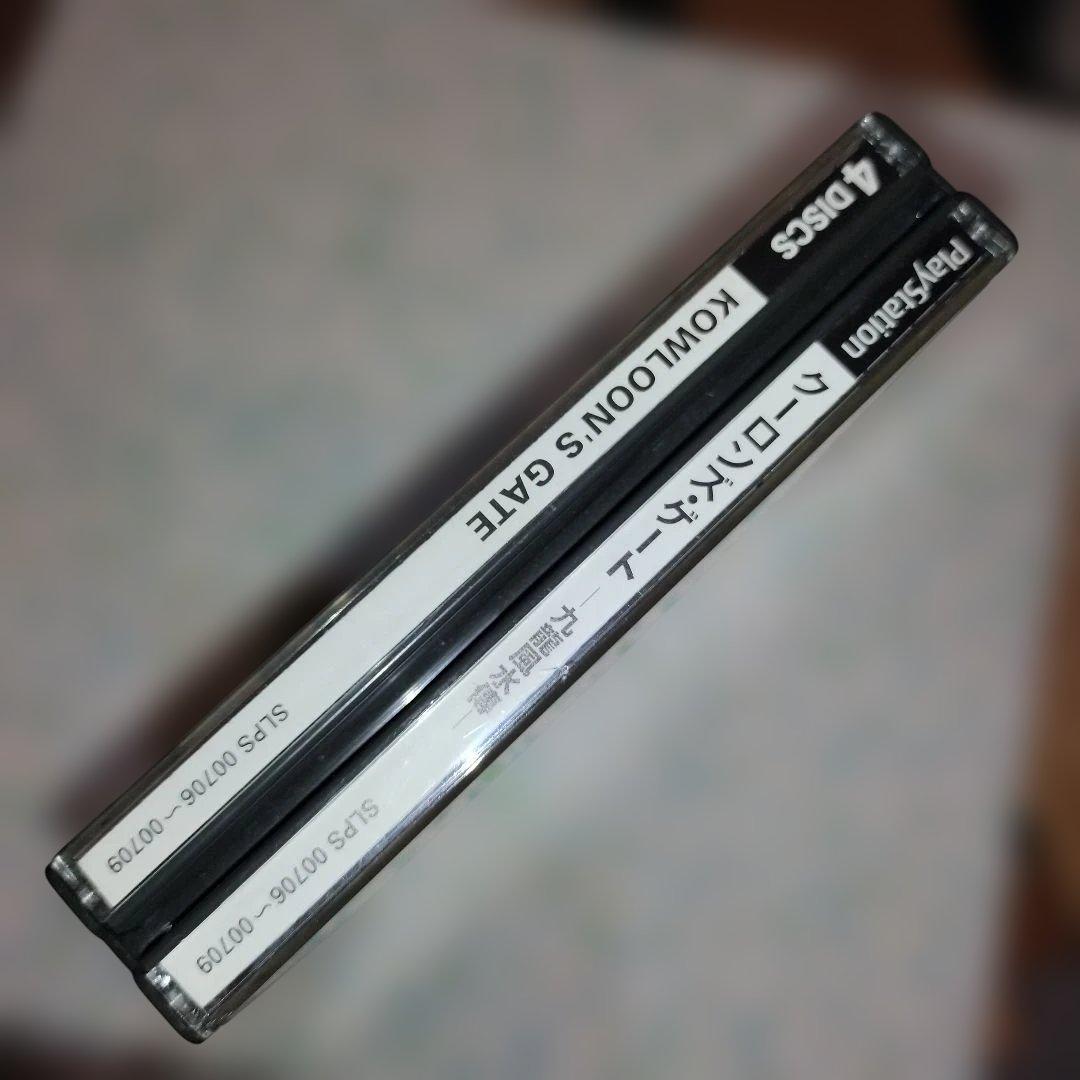 4 DISCS
KOWLOON'S GATE
SLPS 00706〜00709
PlayStation
クーロンズ・ゲート
―九龍風水傳―
SLPS 00706〜00709